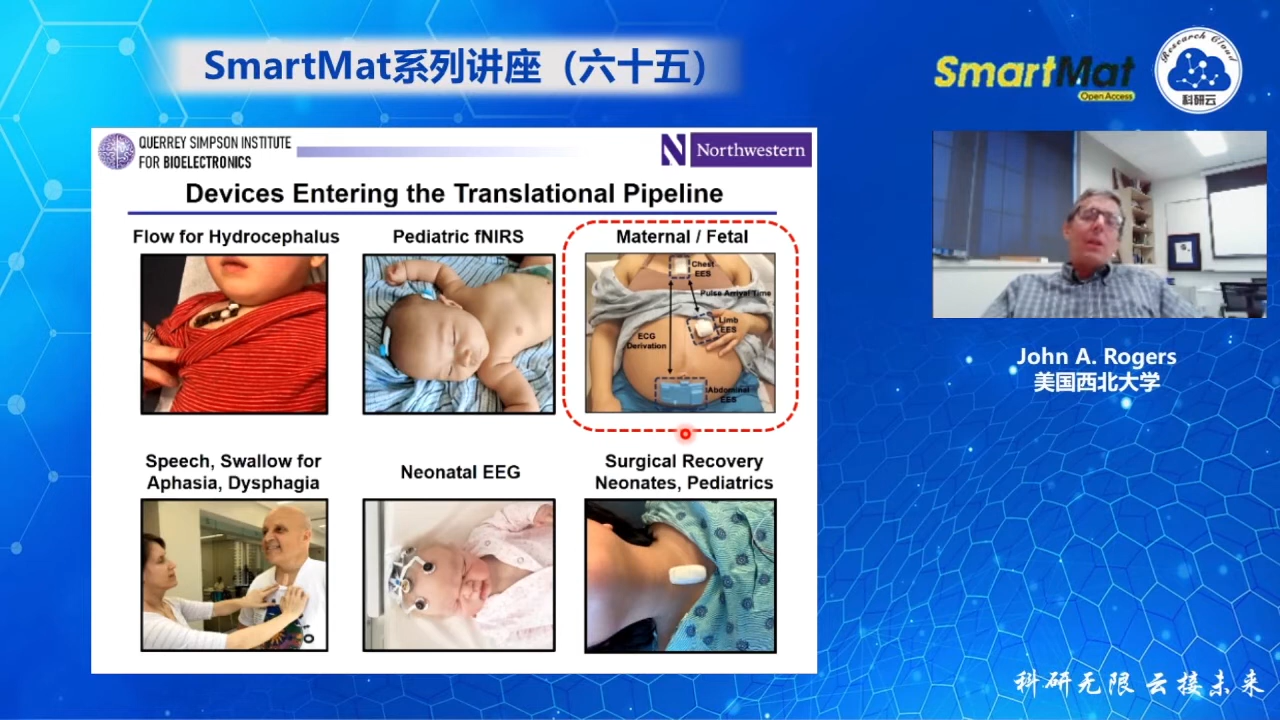 SmartMat系列讲座（六十五）
SmartMat
Open Access
Research Cloud
科研云
QUERREY SIMPSON INSTITUTE
FOR BIOELECTRONICS
N Northwestern
Devices Entering the Translational Pipeline
Flow for Hydrocephalus
Pediatric fNIRS
Maternal / Fetal
Chest
EES
Pulse Arrival Time
Limb
EES
ECG
Derivation
Abdominal
EES
Speech, Swallow for
Aphasia, Dysphagia
Neonatal EEG
Surgical Recovery
Neonates, Pediatrics
John A. Rogers
美国西北大学
科研无限 云接未来